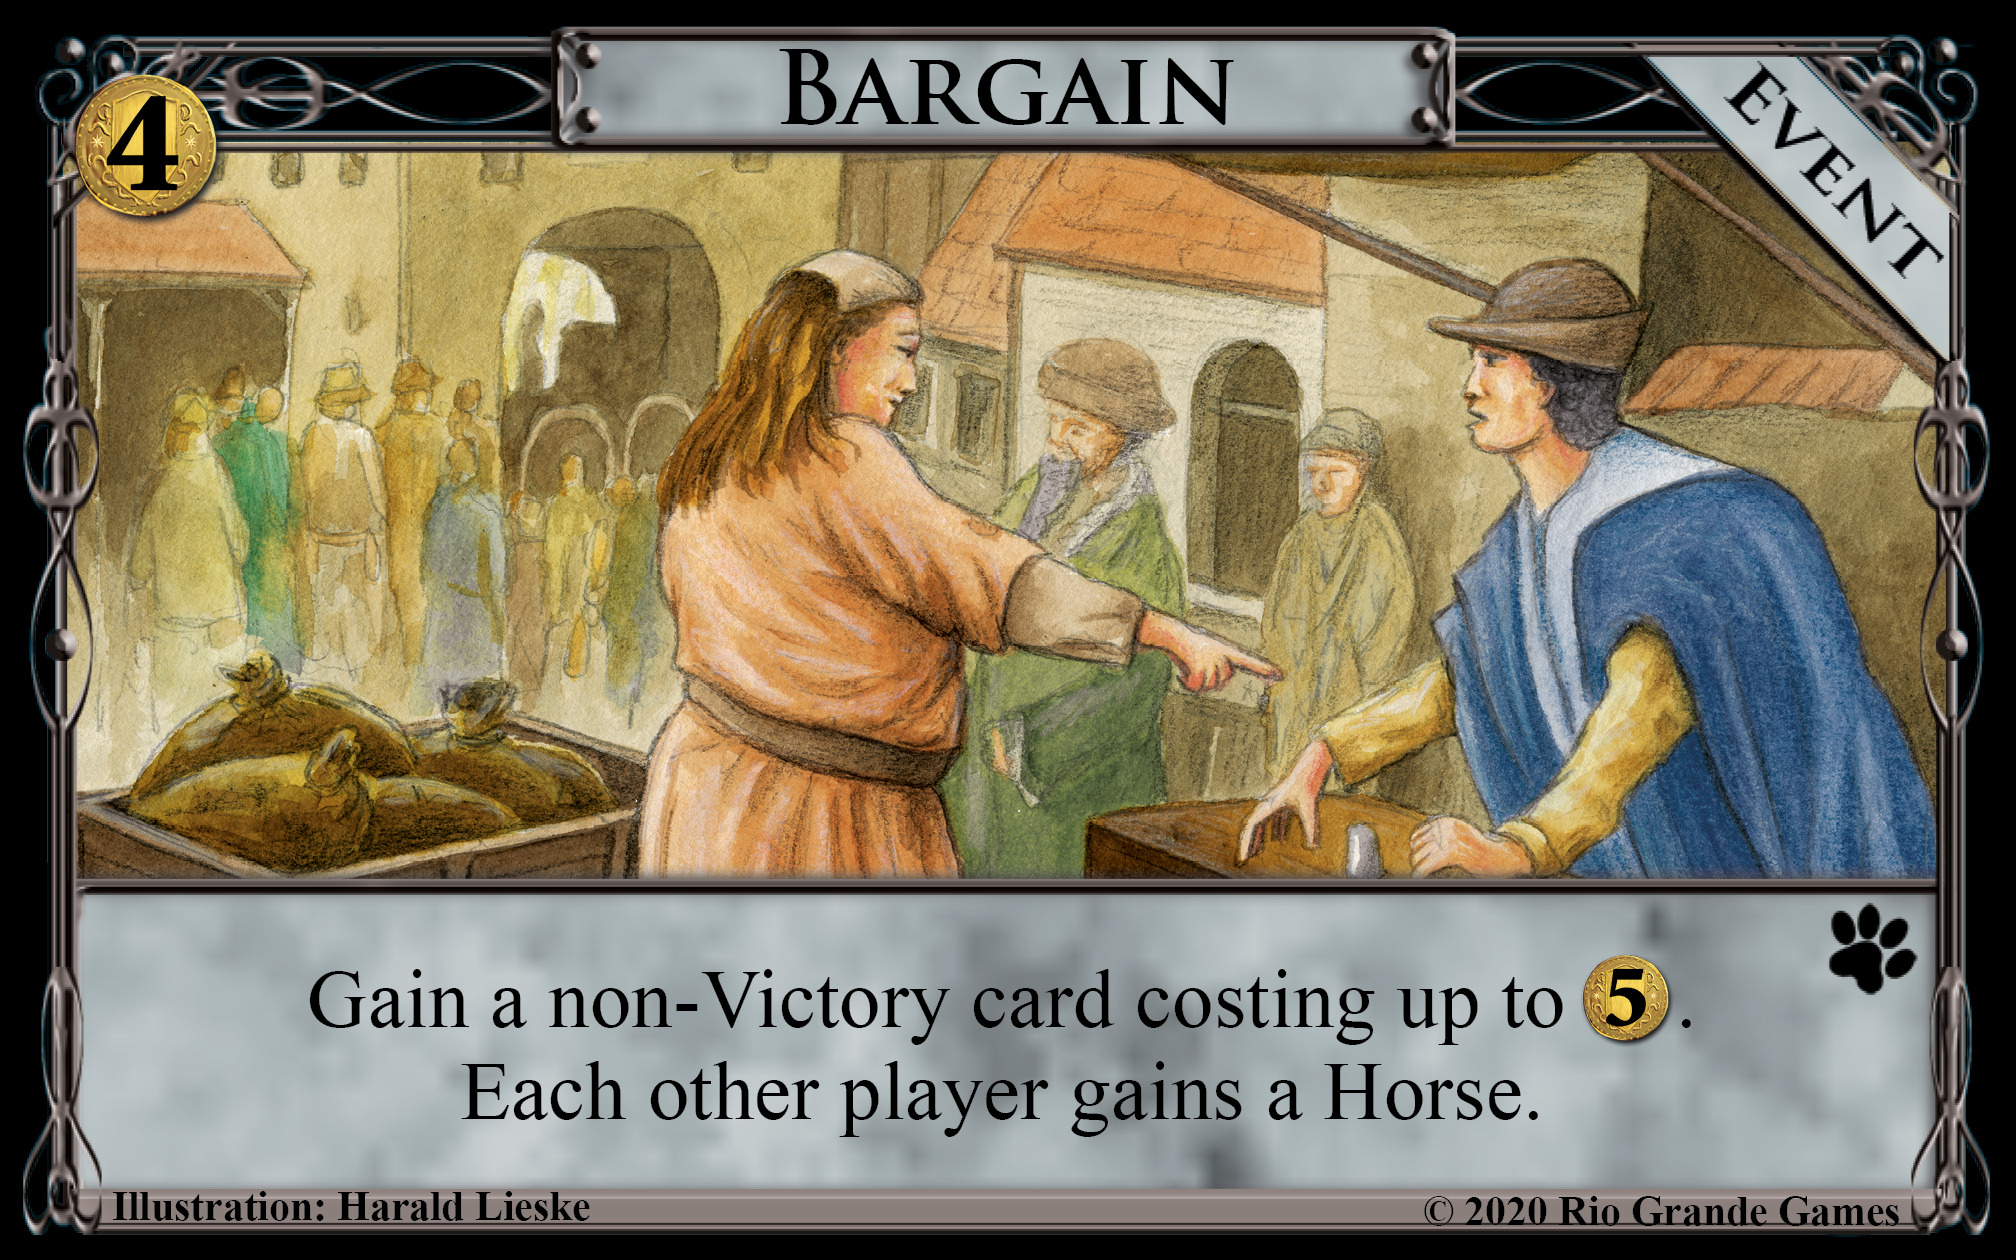 4
BARGAIN
EVENT
Gain a non-Victory card costing up to 5.
Each other player gains a Horse.
Illustration: Harald Lieske
© 2020 Rio Grande Games